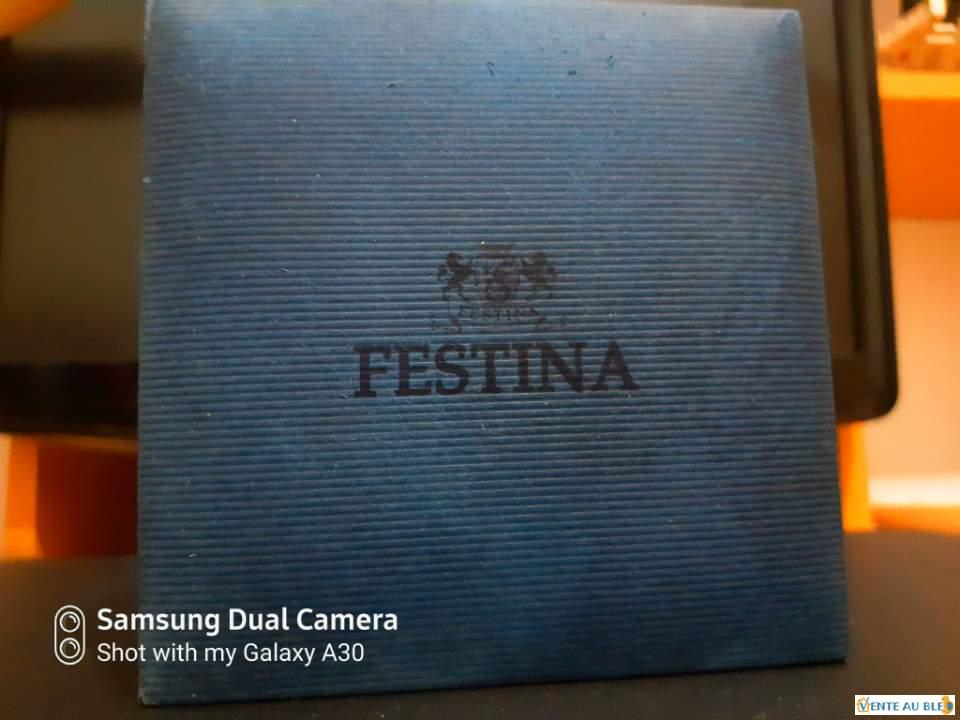 FESTINA
FESTINA
Samsung Dual Camera
Shot with my Galaxy A30
VENTE AU BLED